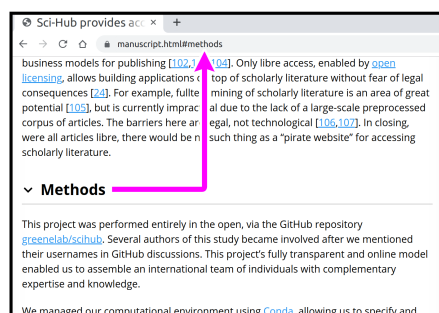 Sci-Hub provides acc × +
manuscript.html#methods
business models for publishing [102,1 104]. Only libre access, enabled by open
licensing, allows building applications top of scholarly literature without fear of legal
consequences [24]. For example, mining of scholarly literature is an area of great
potential [105], but is currently al due to the lack of a large-scale preprocessed
corpus of articles. The barriers here egal, not technological [106,107]. In closing,
were all articles libre, there would be such thing as a “pirate website” for accessing
scholarly literature.
Methods
This project was performed entirely in the open, via the GitHub repository
greenelab/scihub. Several authors of this study became involved after we mentioned
their usernames in GitHub discussions. This project’s fully transparent and online model
enabled us to assemble an international team of individuals with complementary
expertise and knowledge.
We managed our computational environment using Conda, allowing us to specify and